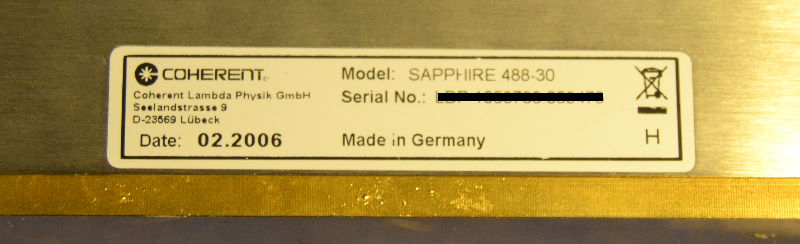 COHERENT
Coherent Lambda Physik GmbH
Seelandstrasse 9
D-23569 Lübeck
Date: 02.2006
Model: SAPPHIRE 488-30
Serial No.:
Made in Germany
H